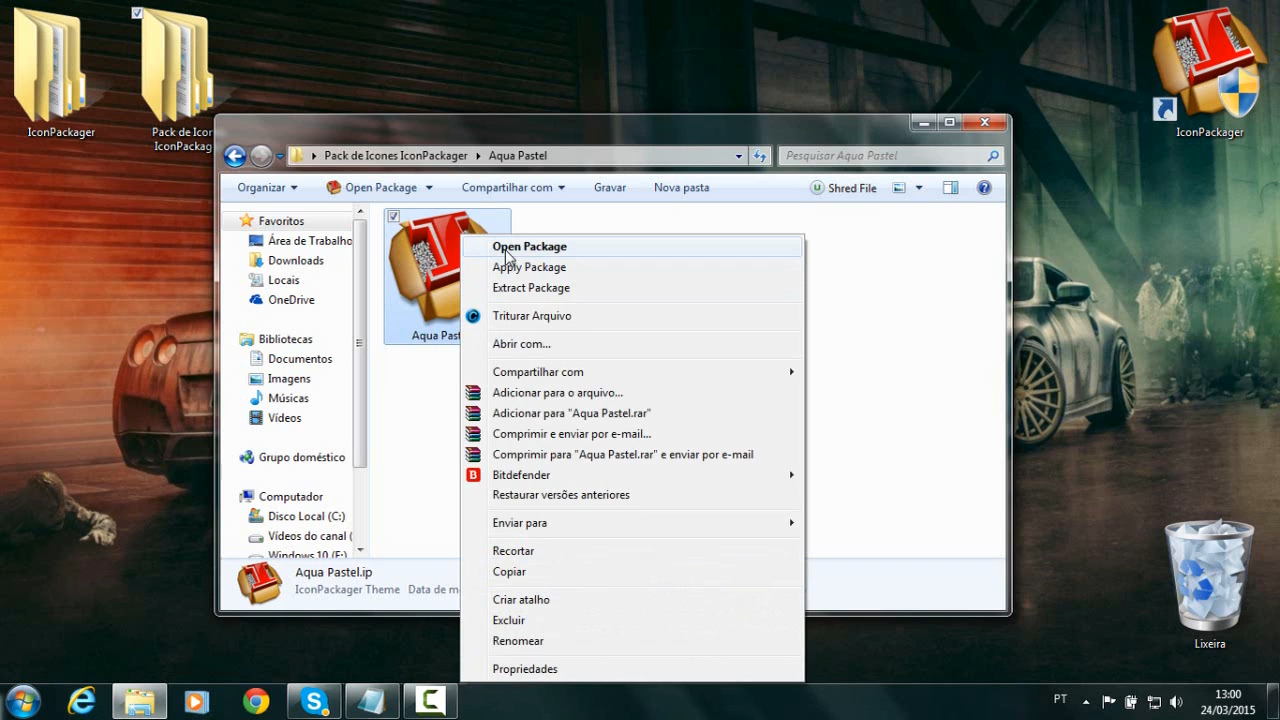 IconPackager
Pack de Icon
IconPackag
IconPackager
Pack de Icones IconPackager
Aqua Pastel
Pesquisar Aqua Pastel
Organizar
Open Package
Compartilhar com
Gravar
Nova pasta
Shred File
Favoritos
Área de Trabalho
Downloads
Locais
OneDrive
Bibliotecas
Documentos
Imagens
Músicas
Vídeos
Grupo doméstico
Computador
Disco Local (C:)
Vídeos do canal (
Windows 10 (F:)
Aqua Past
Open Package
Apply Package
Extract Package
Triturar Arquivo
Abrir com...
Compartilhar com
Adicionar para o arquivo...
Adicionar para "Aqua Pastel.rar"
Comprimir e enviar por e-mail...
Comprimir para "Aqua Pastel.rar" e enviar por e-mail
Bitdefender
Restaurar versões anteriores
Enviar para
Recortar
Copiar
Criar atalho
Excluir
Renomear
Propriedades
Aqua Pastel.ip
IconPackager Theme
Data de m
Lixeira
PT
13:00
24/03/2015